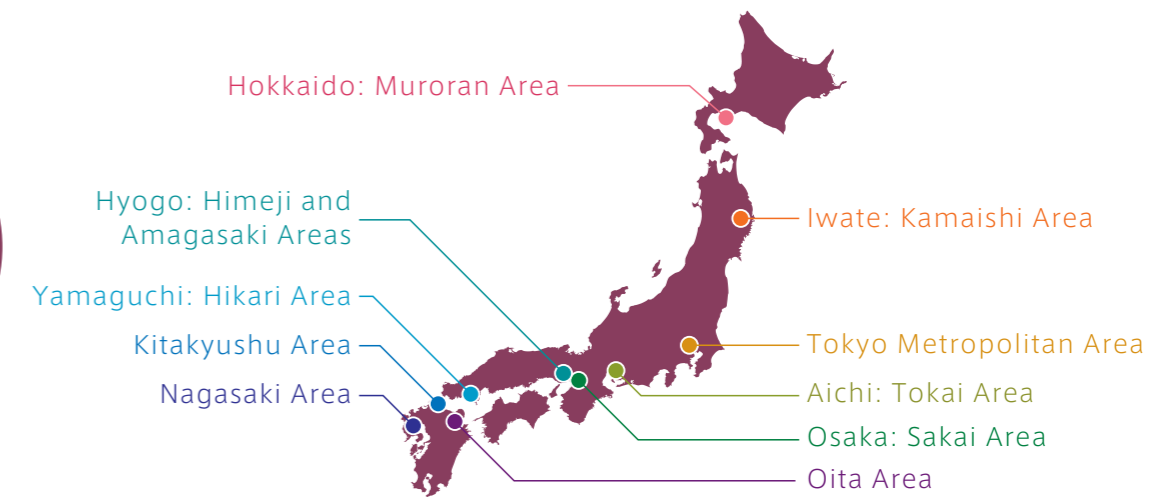 Hokkaido: Muroran Area
Hyogo: Himeji and
Amagasaki Areas
Yamaguchi: Hikari Area
Kitakyushu Area
Nagasaki Area
Iwate: Kamaishi Area
Tokyo Metropolitan Area
Aichi: Tokai Area
Osaka: Sakai Area
Oita Area